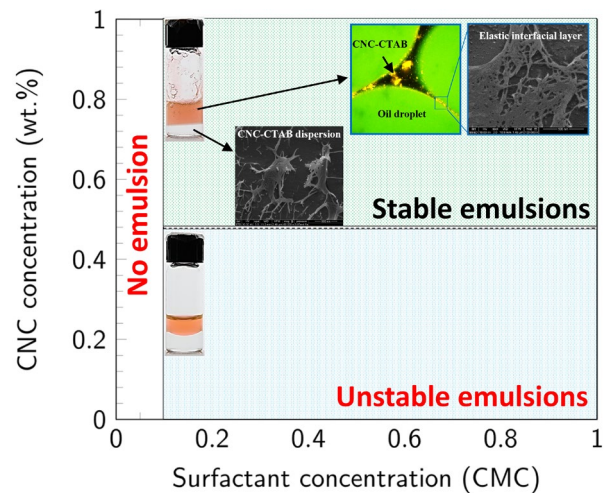 CNC concentration (wt.%)
1
0.8
0.6
0.4
0.2
0
No emulsion
CNC-CTAB
Oil droplet
Elastic interfacial layer
CNC-CTAB dispersion
Stable emulsions
Unstable emulsions
0
0.2
0.4
0.6
0.8
1
Surfactant concentration (CMC)